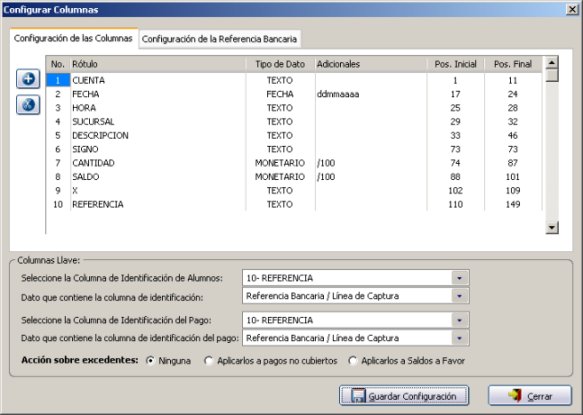 Configurar Columnas
Configuración de las Columnas Configuración de la Referencia Bancaria
No. Rótulo Tipo de Dato Adicionales Pos. Inicial Pos. Final
1 CUENTA TEXTO 1 11
2 FECHA FECHA ddmmaaaa 17 24
3 HORA TEXTO 25 28
4 SUCURSAL TEXTO 29 32
5 DESCRIPCION TEXTO 33 46
6 SIGNO TEXTO 73 73
7 CANTIDAD MONETARIO /100 74 87
8 SALDO MONETARIO /100 88 101
9 X TEXTO 102 109
10 REFERENCIA TEXTO 110 149
Columnas Llave:
Seleccione la Columna de Identificación de Alumnos: 10- REFERENCIA
Dato que contiene la columna de identificación: Referencia Bancaria / Línea de Captura
Seleccione la Columna de Identificación del Pago: 10- REFERENCIA
Dato que contiene la columna de identificación del pago: Referencia Bancaria / Línea de Captura
Acción sobre excedentes: Ninguna Aplicarlos a pagos no cubiertos Aplicarlos a Saldos a Favor
Guardar Configuración Cerrar